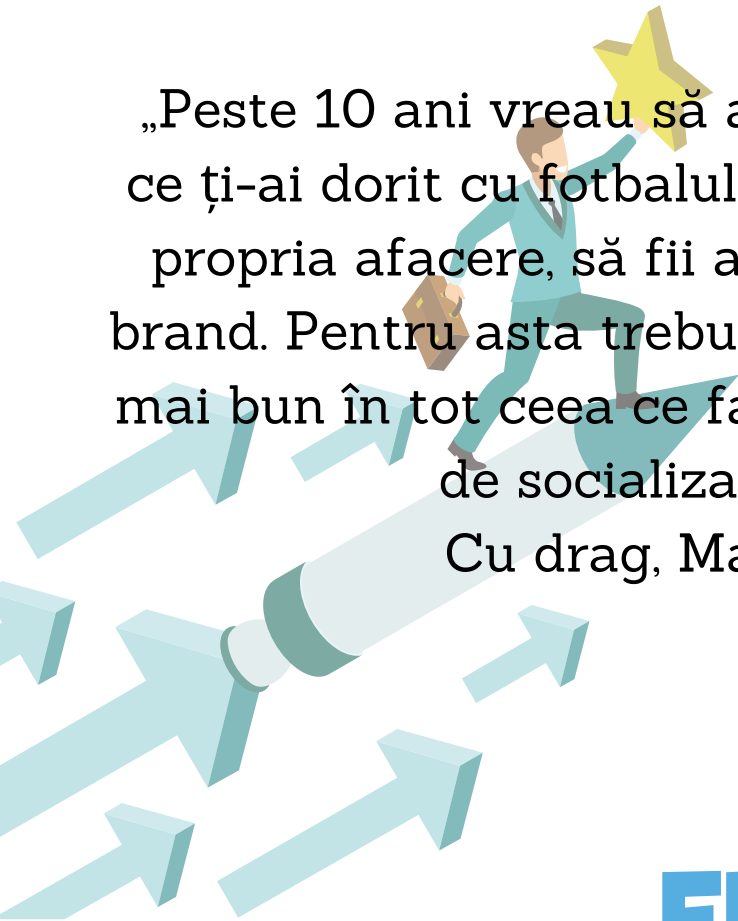 „Peste 10 ani vreau să a
ce ți-ai dorit cu fotbalul
propria afacere, să fii a
brand. Pentru asta trebu
mai bun în tot ceea ce fa
de socializa
Cu drag, Ma